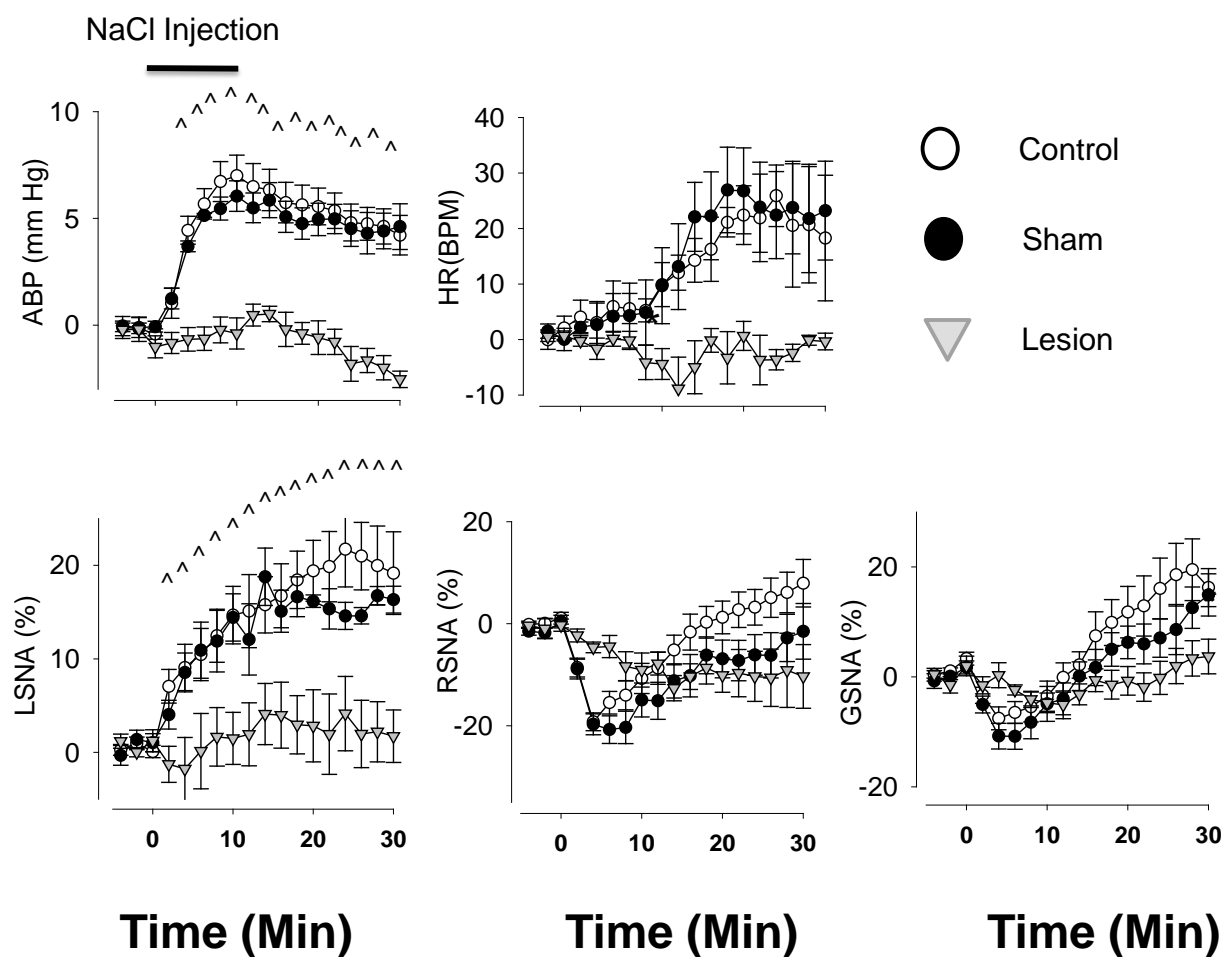 NaCl Injection
ABP (mm Hg)
10
5
0
HR(BPM)
40
30
20
10
0
-10
Control
Sham
Lesion
^ ^ ^ ^ ^ ^ ^ ^ ^ ^ ^ ^ ^ ^
LSNA (%)
20
10
0
^ ^ ^ ^ ^ ^ ^ ^ ^ ^ ^ ^ ^ ^ ^
RSNA (%)
20
0
-20
GSNA (%)
20
0
-20
0 10 20 30
0 10 20 30
0 10 20 30
Time (Min)
Time (Min)
Time (Min)